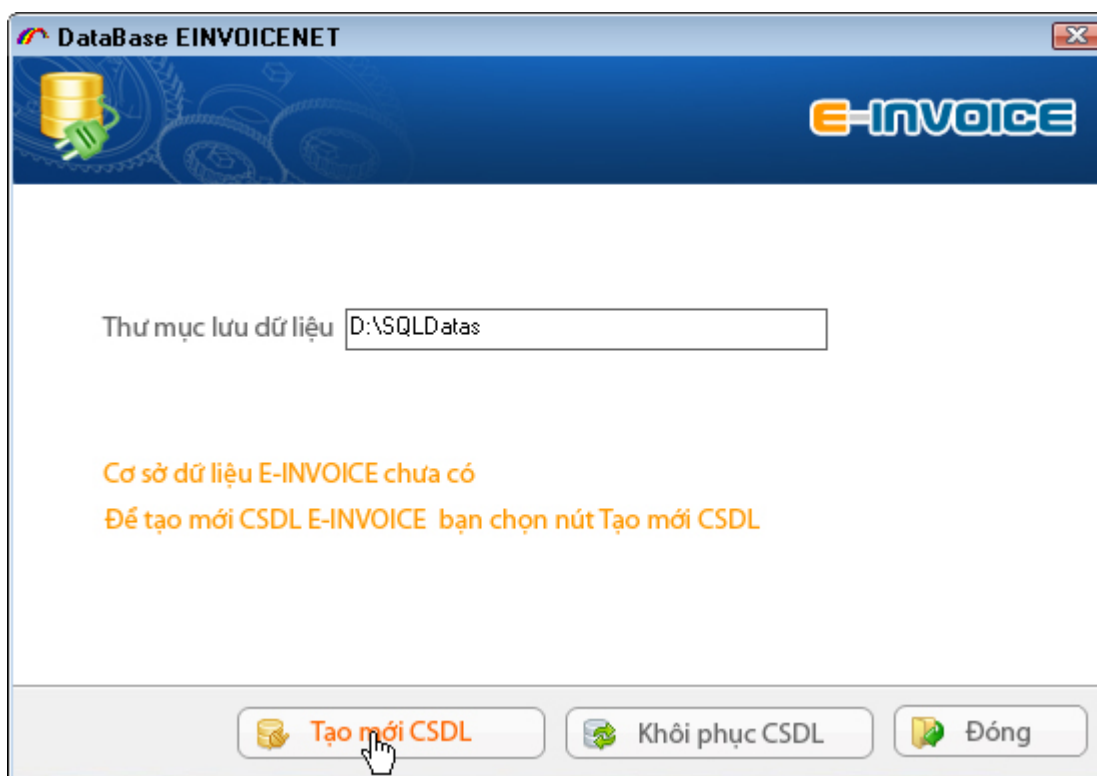 DataBase EINVOICENET
E-INVOICE
Thư mục lưu dữ liệu D:\SQLDatas
Cơ sở dữ liệu E-INVOICE chưa có
Để tạo mới CSDL E-INVOICE bạn chọn nút Tạo mới CSDL
Tạo mới CSDL Khôi phục CSDL Đóng